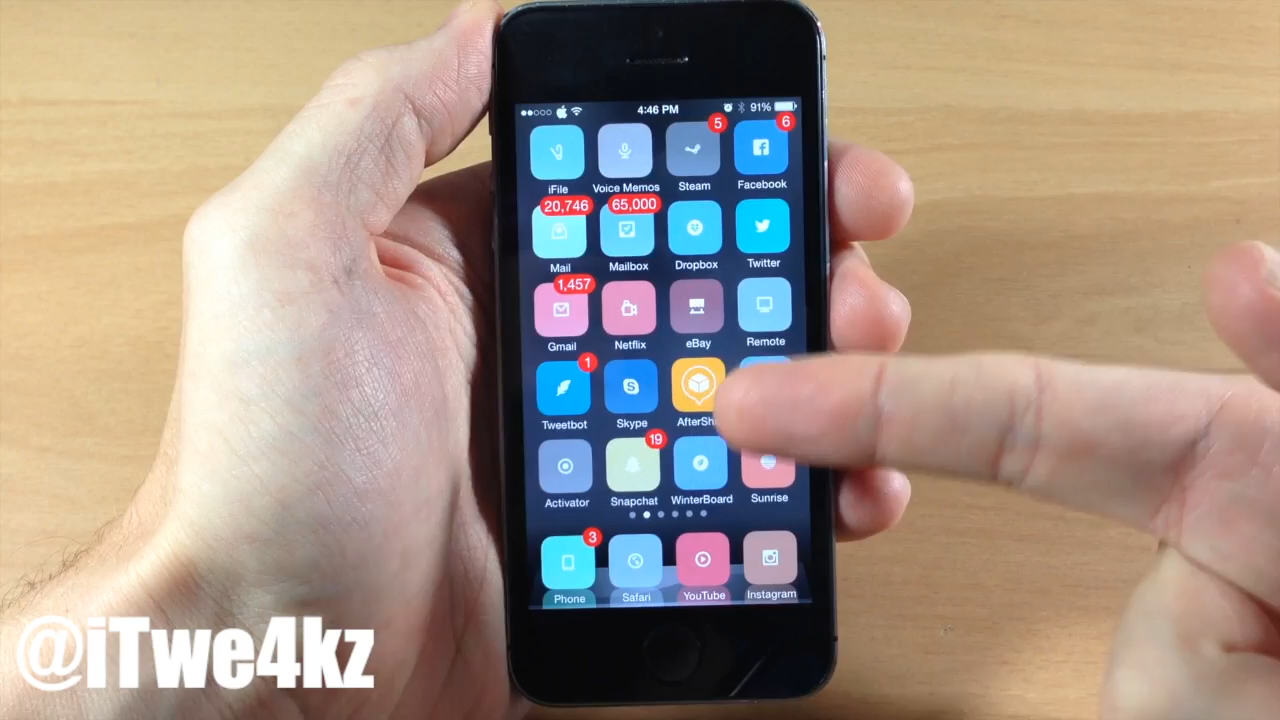 4:46 PM 91%
5 6
iFile Voice Memos Steam Facebook
20,746 65,000
Mail Mailbox Dropbox Twitter
1,457
Gmail Netflix eBay Remote
1
Tweetbot Skype AfterSh
19
Activator Snapchat WinterBoard Sunrise
3
Phone Safari YouTube Instagram
@iTwe4kz